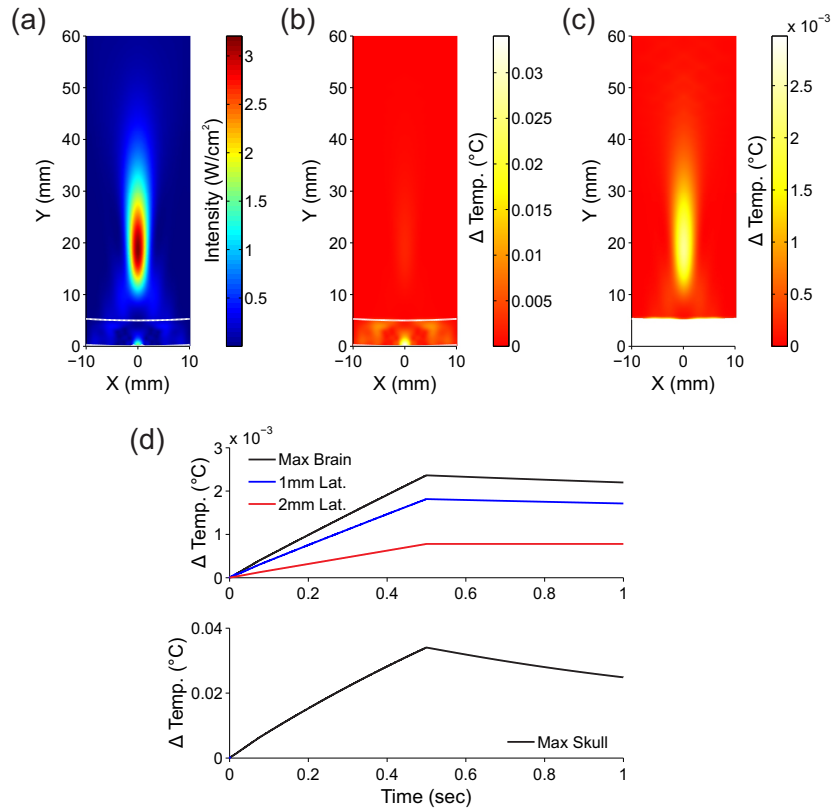 (a)
60
50
40
30
20
10
0
Y (mm)
−10 0 10
X (mm)
3
2.5
2
1.5
1
0.5
Intensity (W/cm²)
(b)
60
50
40
30
20
10
0
Y (mm)
−10 0 10
X (mm)
0.03
0.025
0.02
0.015
0.01
0.005
0
Δ Temp. (°C)
(c)
60
50
40
30
20
10
0
Y (mm)
−10 0 10
X (mm)
x 10⁻³
2.5
2
1.5
1
0.5
0
Δ Temp. (°C)
(d)
x 10⁻³
3
2
1
0
Δ Temp. (°C)
Max Brain
1mm Lat.
2mm Lat.
0 0.2 0.4 0.6 0.8 1
0.04
0.02
0
Δ Temp. (°C)
Max Skull
0 0.2 0.4 0.6 0.8 1
Time (sec)